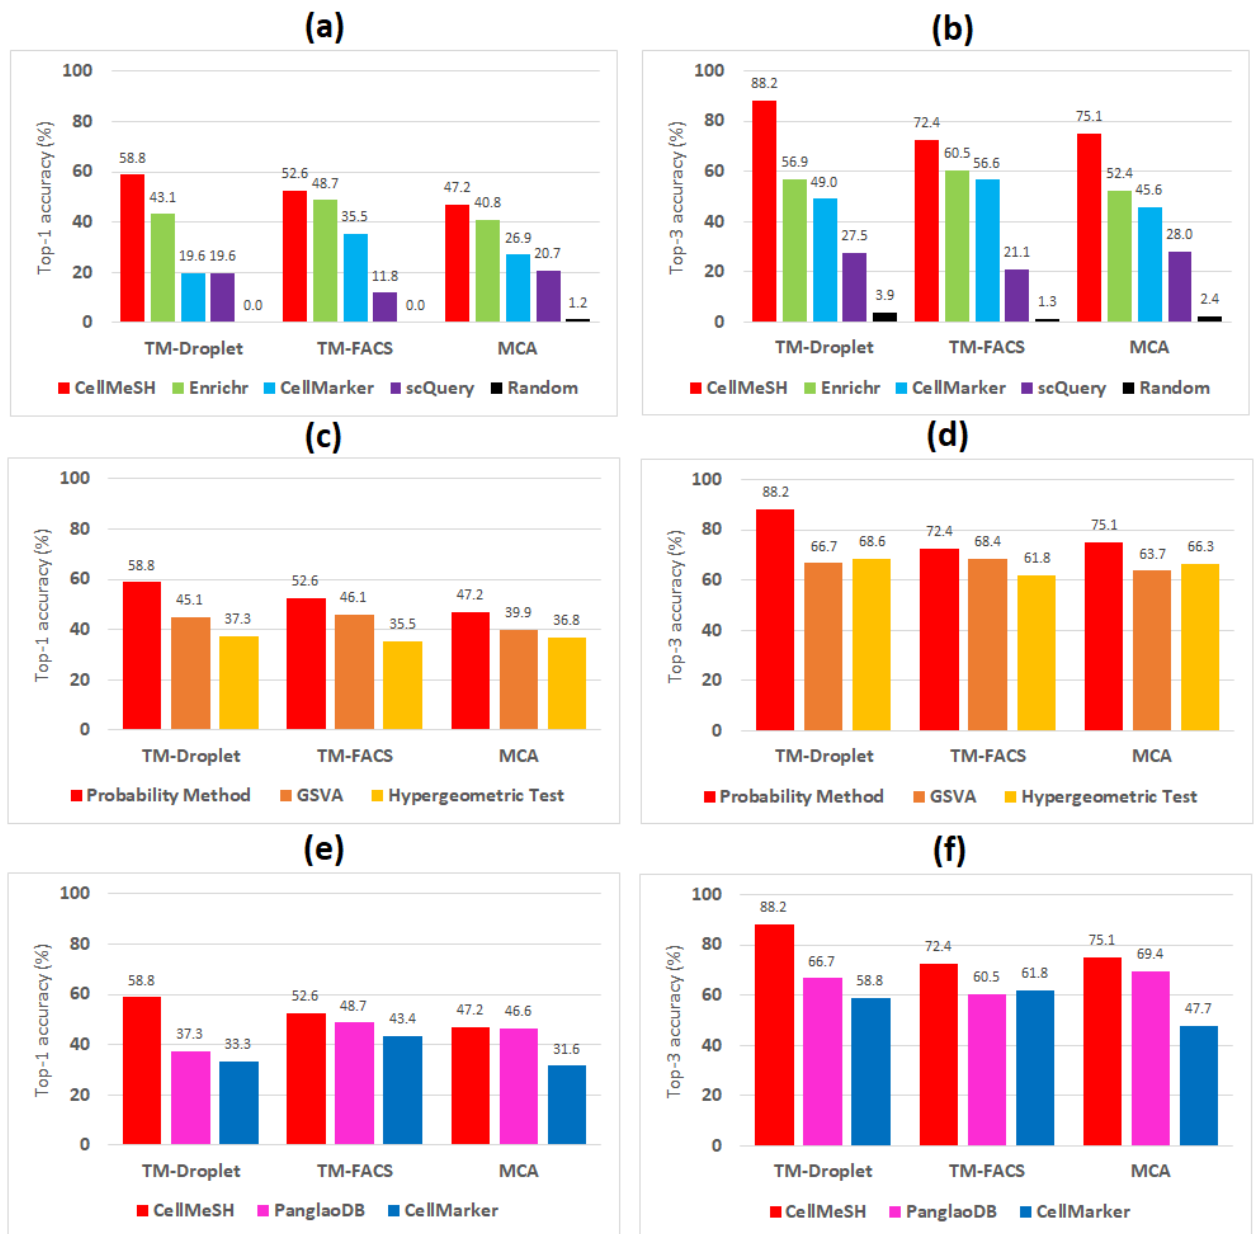 (a)
Top-1 accuracy (%)
100
80
60
40
20
0
58.8
43.1
19.6
19.6
0.0
52.6
48.7
35.5
11.8
0.0
47.2
40.8
26.9
20.7
1.2
TM-Droplet
TM-FACS
MCA
CellMeSH
Enrichr
CellMarker
scQuery
Random
(b)
Top-3 accuracy (%)
100
80
60
40
20
0
88.2
56.9
49.0
27.5
3.9
72.4
60.5
56.6
21.1
1.3
75.1
52.4
45.6
28.0
2.4
TM-Droplet
TM-FACS
MCA
CellMeSH
Enrichr
CellMarker
scQuery
Random
(c)
Top-1 accuracy (%)
100
80
60
40
20
0
58.8
45.1
37.3
52.6
46.1
35.5
47.2
39.9
36.8
TM-Droplet
TM-FACS
MCA
Probability Method
GSVA
Hypergeometric Test
(d)
Top-3 accuracy (%)
100
80
60
40
20
0
88.2
66.7
68.6
72.4
68.4
61.8
75.1
63.7
66.3
TM-Droplet
TM-FACS
MCA
Probability Method
GSVA
Hypergeometric Test
(e)
Top-1 accuracy (%)
100
80
60
40
20
0
58.8
37.3
33.3
52.6
48.7
43.4
47.2
46.6
31.6
TM-Droplet
TM-FACS
MCA
CellMeSH
PanglaoDB
CellMarker
(f)
Top-3 accuracy (%)
100
80
60
40
20
0
88.2
66.7
58.8
72.4
60.5
61.8
75.1
69.4
47.7
TM-Droplet
TM-FACS
MCA
CellMeSH
PanglaoDB
CellMarker